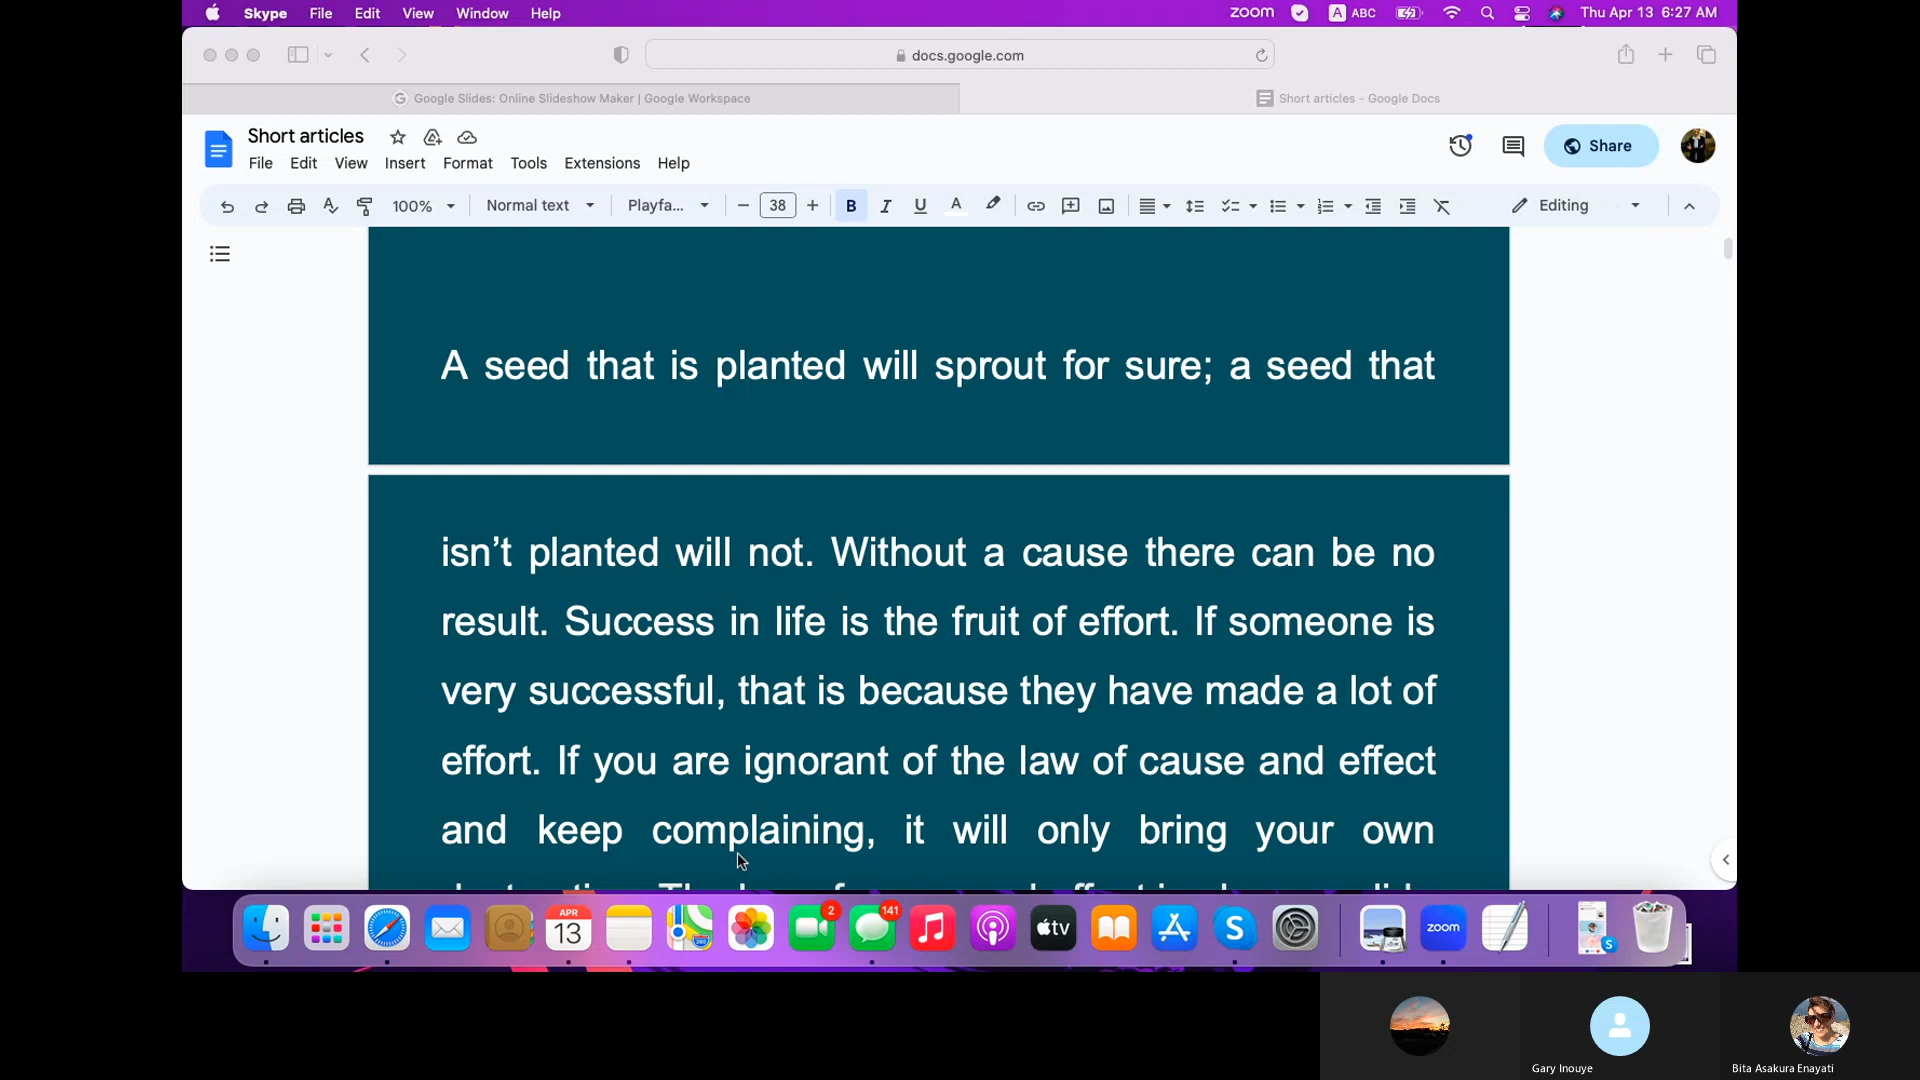 Skype File Edit View Window Help
zoom A ABC Thu Apr 13 6:27 AM
docs.google.com
Google Slides: Online Slideshow Maker | Google Workspace
Short articles - Google Docs
Short articles
File Edit View Insert Format Tools Extensions Help
Share
100% Normal text Playfa... 38 B I U A Editing
A seed that is planted will sprout for sure; a seed that
isn’t planted will not. Without a cause there can be no
result. Success in life is the fruit of effort. If someone is
very successful, that is because they have made a lot of
effort. If you are ignorant of the law of cause and effect
and keep complaining, it will only bring your own
APR
13
2
141
tv
zoom
Gary Inouye
Bita Asakura Enayati